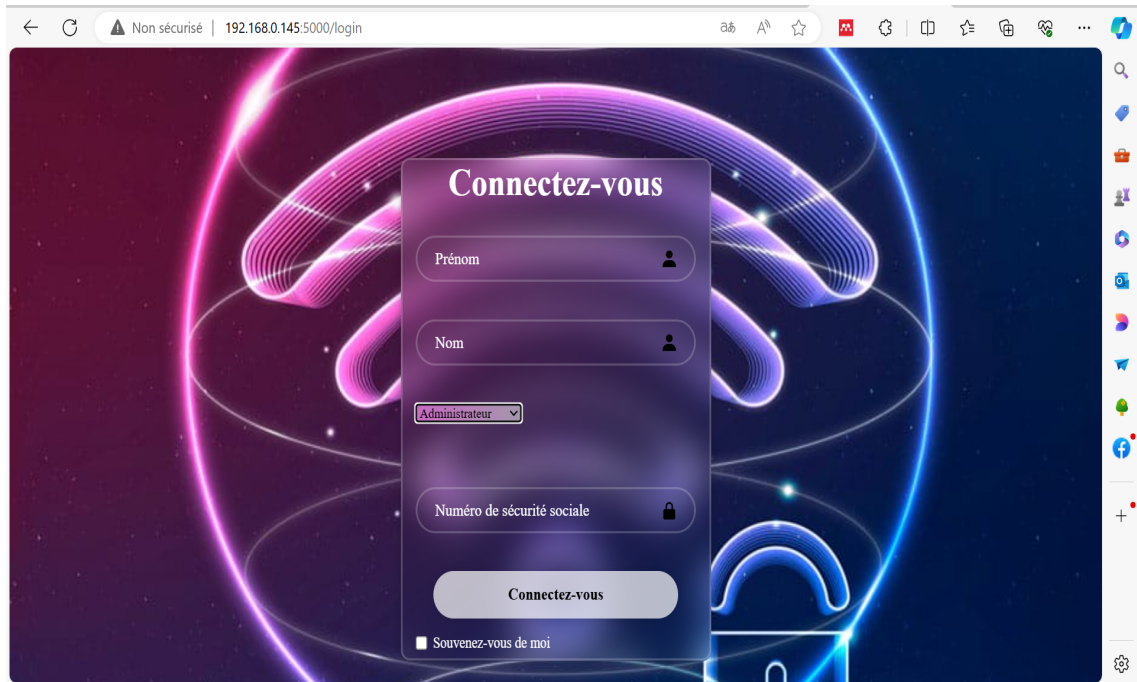 Non sécurisé | 192.168.0.145:5000/login
Connectez-vous
Prénom
Nom
Administrateur
Numéro de sécurité sociale
Connectez-vous
Souvenez-vous de moi